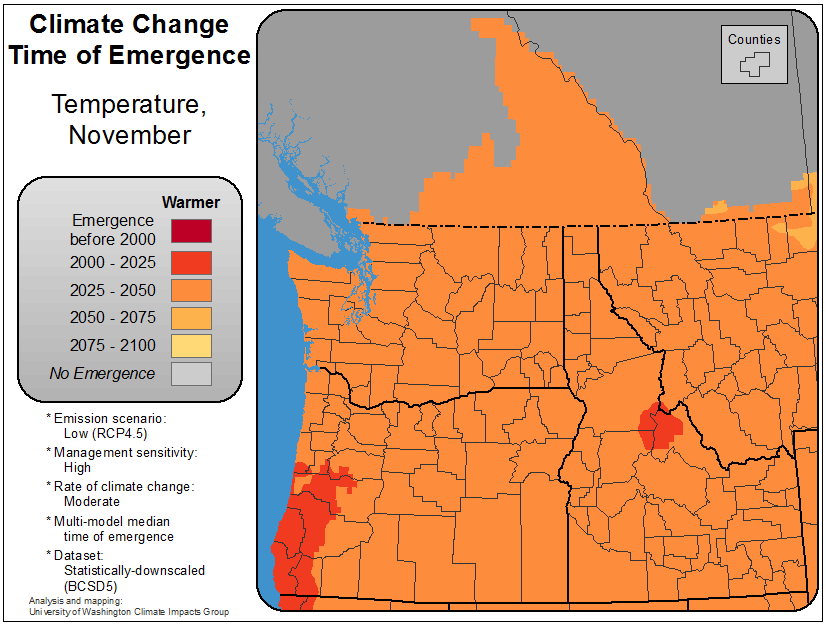 Climate Change
Time of Emergence
Temperature,
November
Warmer
Emergence
before 2000
2000 - 2025
2025 - 2050
2050 - 2075
2075 - 2100
No Emergence
* Emission scenario:
Low (RCP4.5)
* Management sensitivity:
High
* Rate of climate change:
Moderate
* Multi-model median
time of emergence
* Dataset:
Statistically-downscaled
(BCSD5)
Analysis and mapping:
University of Washington Climate Impacts Group
Counties